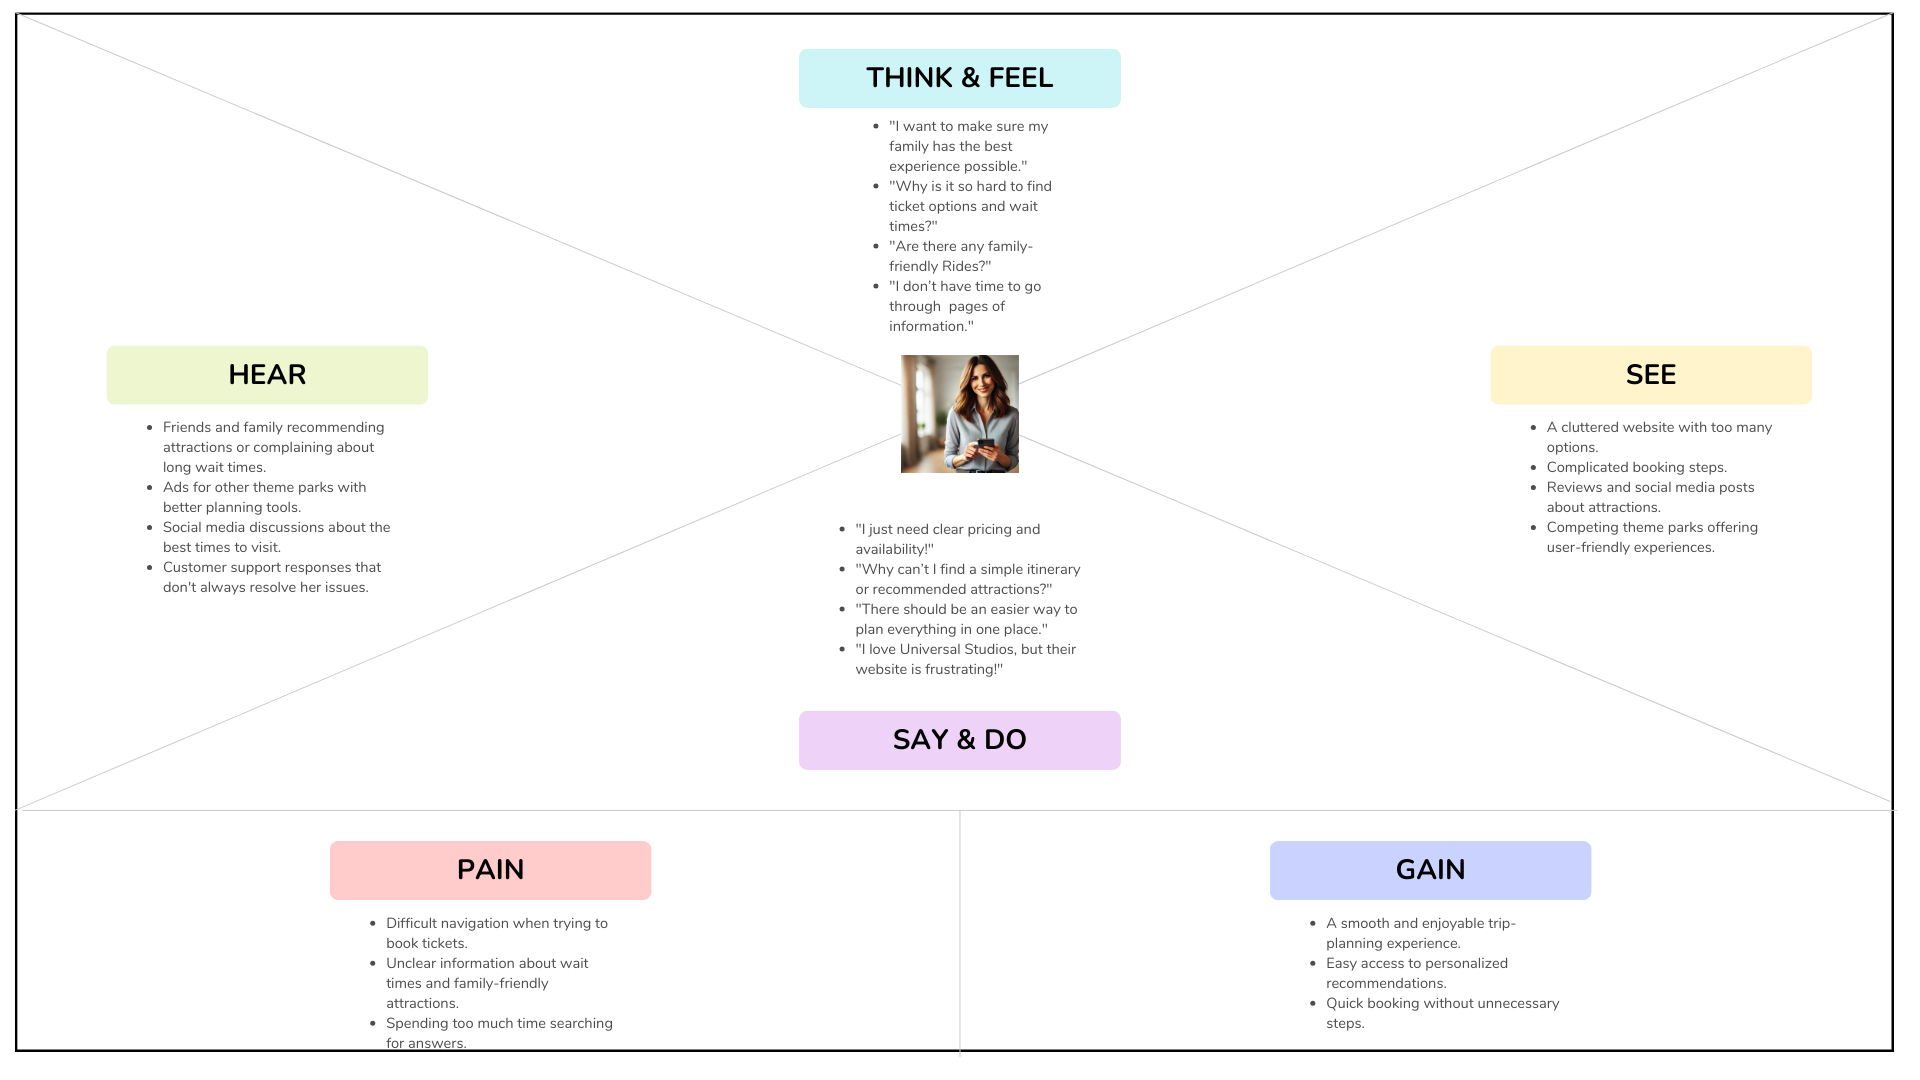 THINK & FEEL
• "I want to make sure my
family has the best
experience possible."
• "Why is it so hard to find
ticket options and wait
times?"
• "Are there any family-
friendly Rides?"
• "I don’t have time to go
through  pages of
information."
HEAR
• Friends and family recommending
attractions or complaining about
long wait times.
• Ads for other theme parks with
better planning tools.
• Social media discussions about the
best times to visit.
• Customer support responses that
don't always resolve her issues.
SEE
• A cluttered website with too many
options.
• Complicated booking steps.
• Reviews and social media posts
about attractions.
• Competing theme parks offering
user-friendly experiences.
• "I just need clear pricing and
availability!"
• "Why can’t I find a simple itinerary
or recommended attractions?"
• "There should be an easier way to
plan everything in one place."
• "I love Universal Studios, but their
website is frustrating!"
SAY & DO
PAIN
• Difficult navigation when trying to
book tickets.
• Unclear information about wait
times and family-friendly
attractions.
• Spending too much time searching
for answers.
GAIN
• A smooth and enjoyable trip-
planning experience.
• Easy access to personalized
recommendations.
• Quick booking without unnecessary
steps.